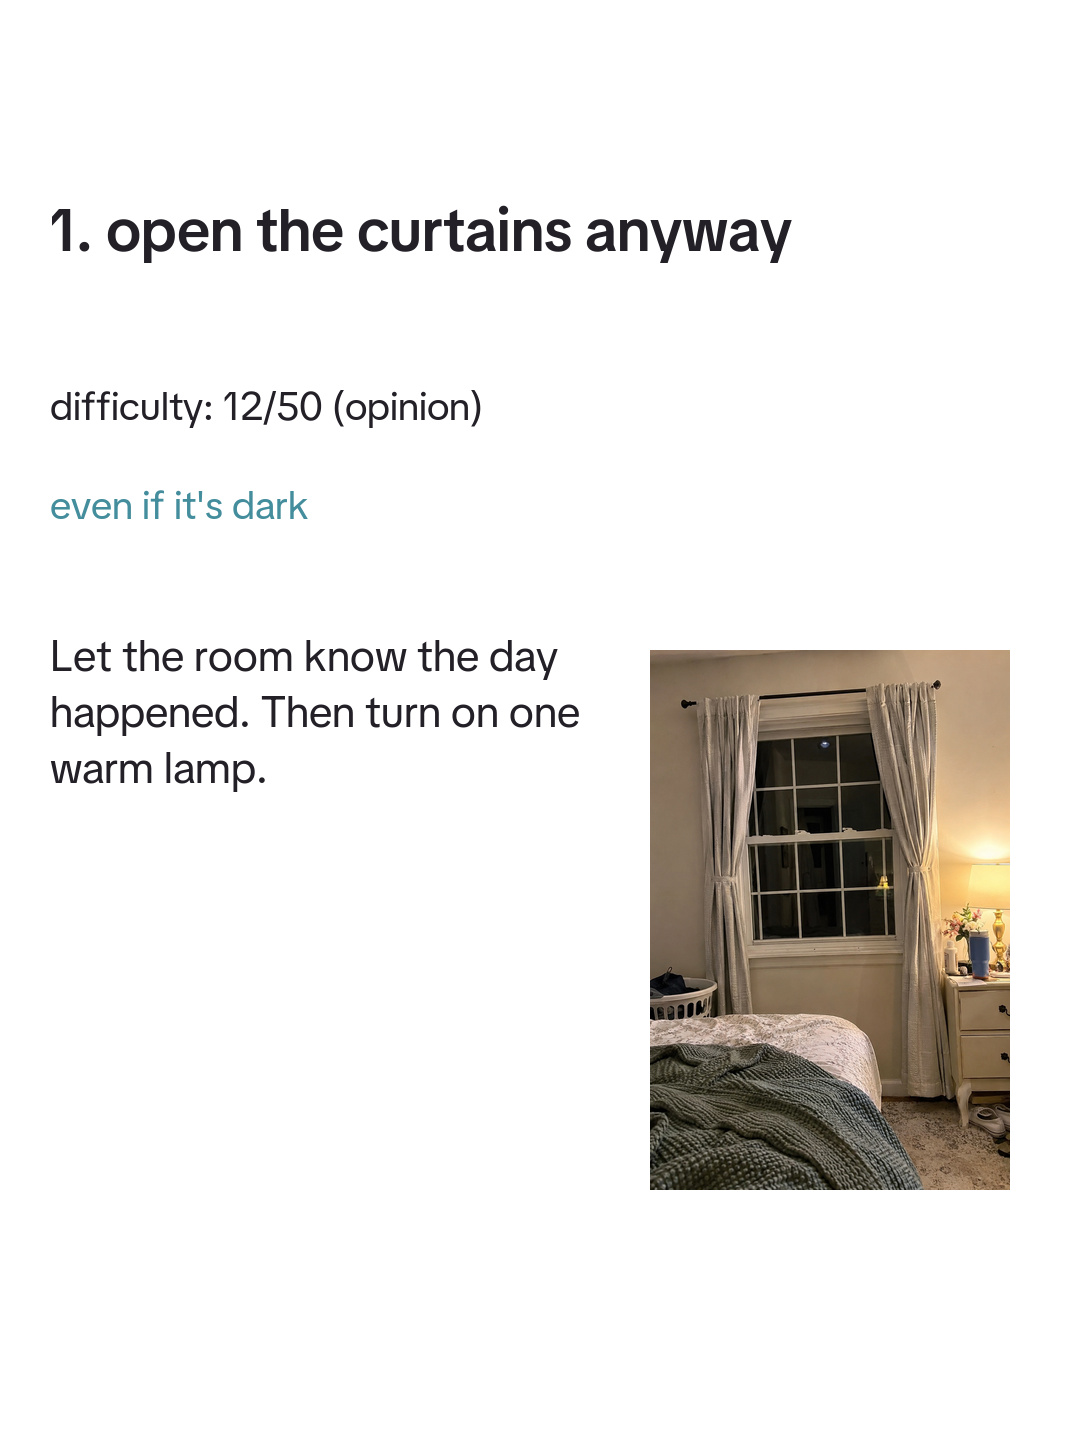 1. open the curtains anyway
difficulty: 12/50 (opinion)
even if it's dark
Let the room know the day
happened. Then turn on one
warm lamp.